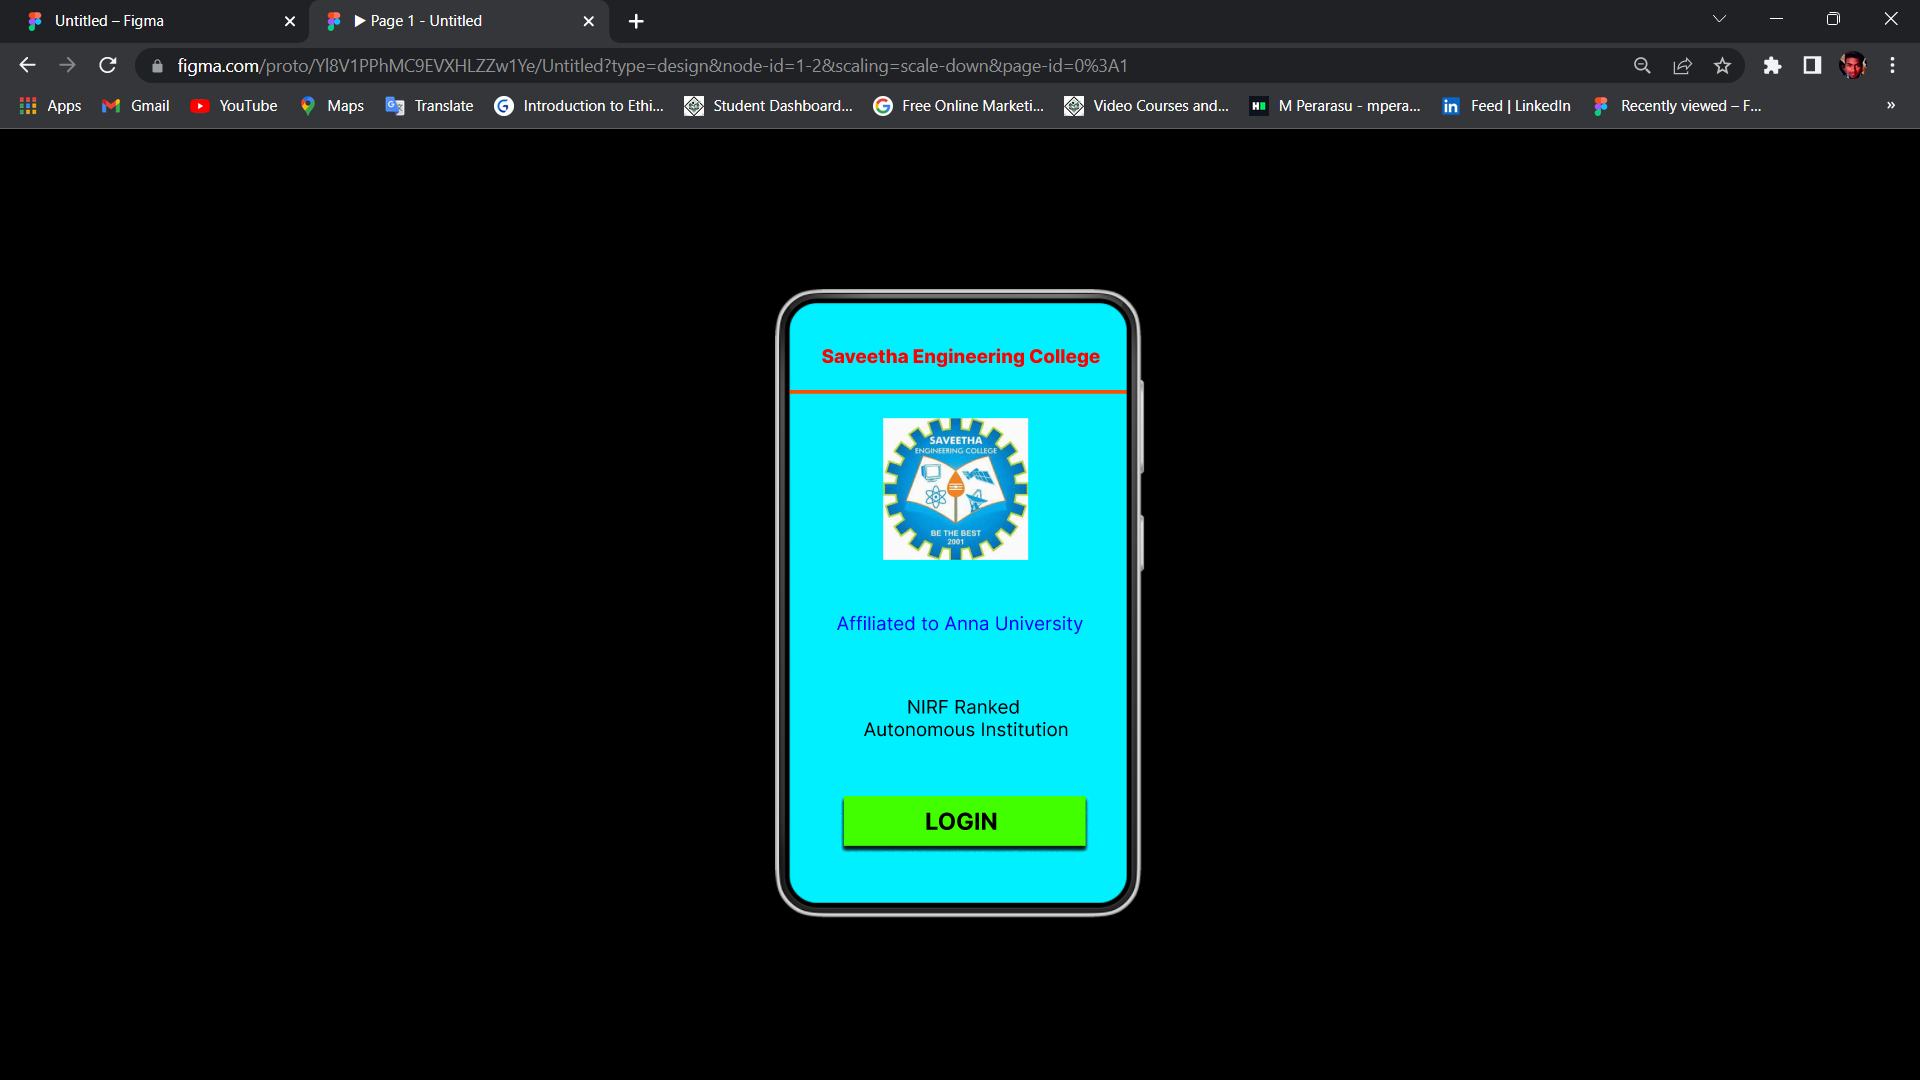 Untitled – Figma
▶ Page 1 - Untitled
figma.com/proto/Yl8V1PPhMC9EVXHLZZw1Ye/Untitled?type=design&node-id=1-2&scaling=scale-down&page-id=0%3A1
Apps
Gmail
YouTube
Maps
Translate
Introduction to Ethi...
Student Dashboard...
Free Online Marketi...
Video Courses and...
M Perarasu - mpera...
Feed | LinkedIn
Recently viewed – F...
»
Saveetha Engineering College
SAVEETHA
ENGINEERING COLLEGE
BE THE BEST
2001
Affiliated to Anna University
NIRF Ranked
Autonomous Institution
LOGIN